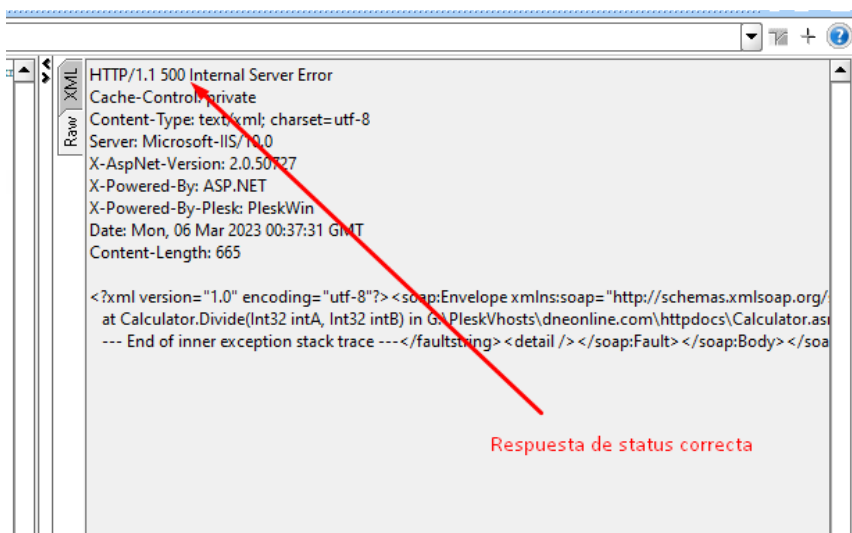 XML
Raw
HTTP/1.1 500 Internal Server Error
Cache-Control: private
Content-Type: text/xml; charset=utf-8
Server: Microsoft-IIS/10.0
X-AspNet-Version: 2.0.50727
X-Powered-By: ASP.NET
X-Powered-By-Plesk: PleskWin
Date: Mon, 06 Mar 2023 00:37:31 GMT
Content-Length: 665
<?xml version="1.0" encoding="utf-8"?><soap:Envelope xmlns:soap="http://schemas.xmlsoap.org/
at Calculator.Divide(Int32 intA, Int32 intB) in G:\PleskVhosts\dneonline.com\httpdocs\Calculator.as
--- End of inner exception stack trace ---</faultstring><detail /></soap:Fault></soap:Body></soa
Respuesta de status correcta